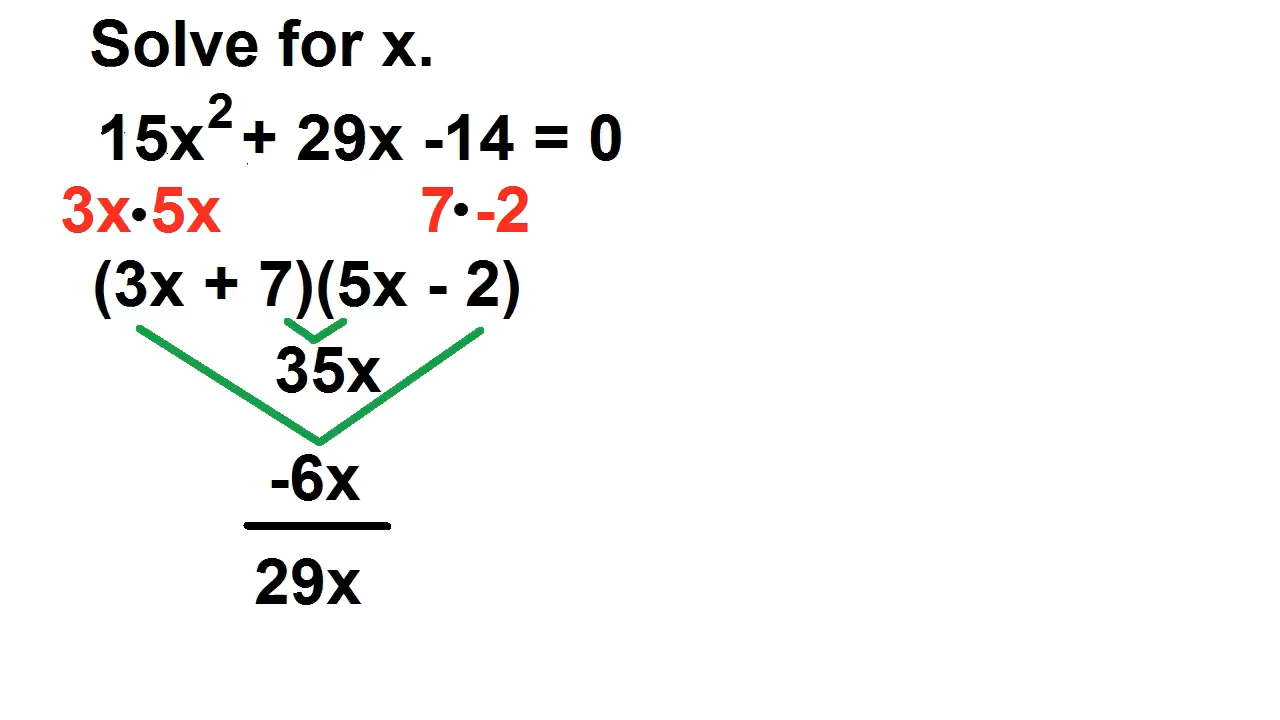 Solve for x.
15x² + 29x -14 = 0
3x•5x 7• -2
(3x + 7)(5x - 2)
35x
-6x
29x